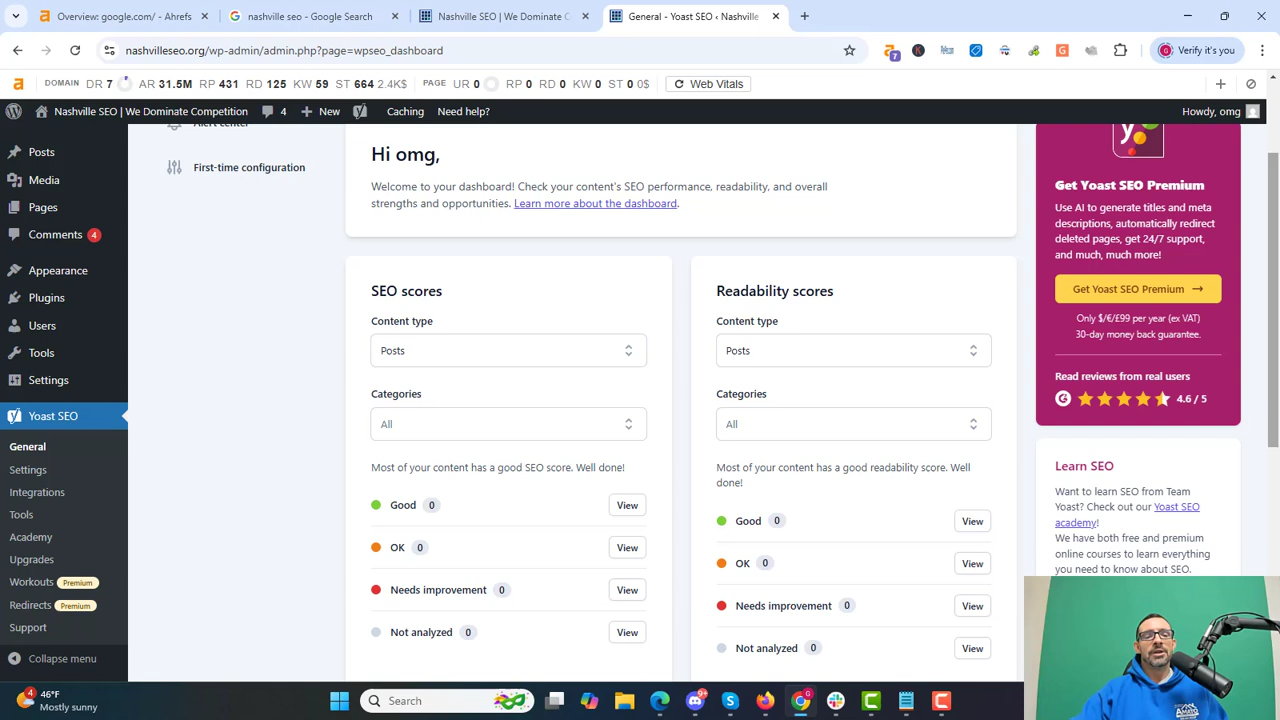 Overview: google.com/ - Ahrefs
nashville seo - Google Search
Nashville SEO | We Dominate C
General - Yoast SEO ‹ Nashville
nashvilleseo.org/wp-admin/admin.php?page=wpseo_dashboard
7
Verify it's you
DOMAIN DR 7 AR 31.5M RP 431 RD 125 KW 59 ST 664 2.4K$ PAGE UR 0 RP 0 RD 0 KW 0 ST 0 0$ Web Vitals
Nashville SEO | We Dominate Competition 4 New Caching Need help? Howdy, omg
Posts
Media
Pages
Comments 4
Appearance
Plugins
Users
Tools
Settings
Yoast SEO
General
Settings
Integrations
Tools
Academy
Upgrades
Workouts Premium
Redirects Premium
Support
Collapse menu
Alert center
First-time configuration
Hi omg,
Welcome to your dashboard! Check your content's SEO performance, readability, and overall
strengths and opportunities. Learn more about the dashboard.
SEO scores
Content type
Posts
Categories
All
Most of your content has a good SEO score. Well done!
Good 0 View
OK 0 View
Needs improvement 0 View
Not analyzed 0 View
Readability scores
Content type
Posts
Categories
All
Most of your content has a good readability score. Well
done!
Good 0 View
OK 0 View
Needs improvement 0 View
Not analyzed 0 View
Get Yoast SEO Premium
Use AI to generate titles and meta
descriptions, automatically redirect
deleted pages, get 24/7 support,
and much, much more!
Get Yoast SEO Premium →
Only $/€/£99 per year (ex VAT)
30-day money back guarantee.
Read reviews from real users
4.6 / 5
Learn SEO
Want to learn SEO from Team
Yoast? Check out our Yoast SEO
academy!
We have both free and premium
online courses to learn everything
you need to know about SEO.
4
46°F
Mostly sunny
Search